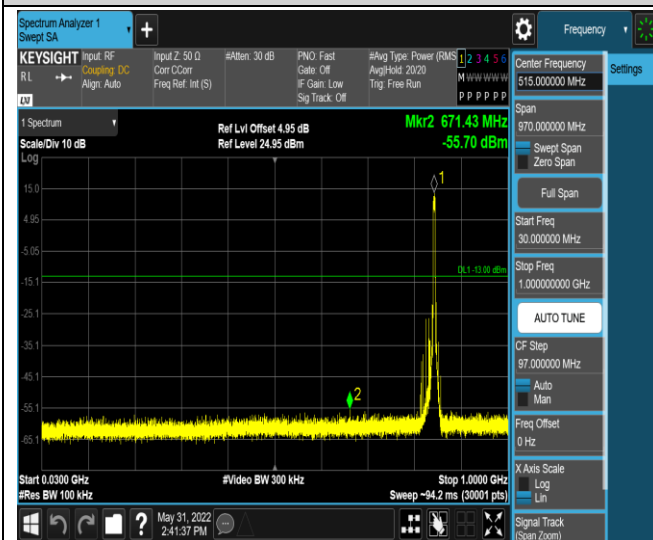 Spectrum Analyzer 1
Swept SA
+
Frequency
KEYSIGHT
RL
LXI
Input: RF
Coupling: DC
Align: Auto
Input Z: 50 Ω
Corr CCorr
Freq Ref: Int (S)
#Atten: 30 dB
PNO: Fast
Gate: Off
IF Gain: Low
Sig Track: Off
#Avg Type: Power (RMS
Avg|Hold: 20/20
Trig: Free Run
1 2 3 4 5 6
M W W W W W
P P P P P P
1 Spectrum
Scale/Div 10 dB
Ref Lvl Offset 4.95 dB
Ref Level 24.95 dBm
Mkr2 671.43 MHz
-55.70 dBm
Log
15.0
4.95
-5.05
-15.1
-25.1
-35.1
-45.1
-55.1
-65.1
1
DL1 -13.00 dBm
2
Start 0.0300 GHz
#Res BW 100 kHz
#Video BW 300 kHz
Stop 1.0000 GHz
Sweep ~94.2 ms (30001 pts)
?
May 31, 2022
2:41:37 PM
Center Frequency
515.000000 MHz
Settings
Span
970.000000 MHz
Swept Span
Zero Span
Full Span
Start Freq
30.000000 MHz
Stop Freq
1.000000000 GHz
AUTO TUNE
CF Step
97.000000 MHz
Auto
Man
Freq Offset
0 Hz
X Axis Scale
Log
Lin
Signal Track
(Span Zoom)